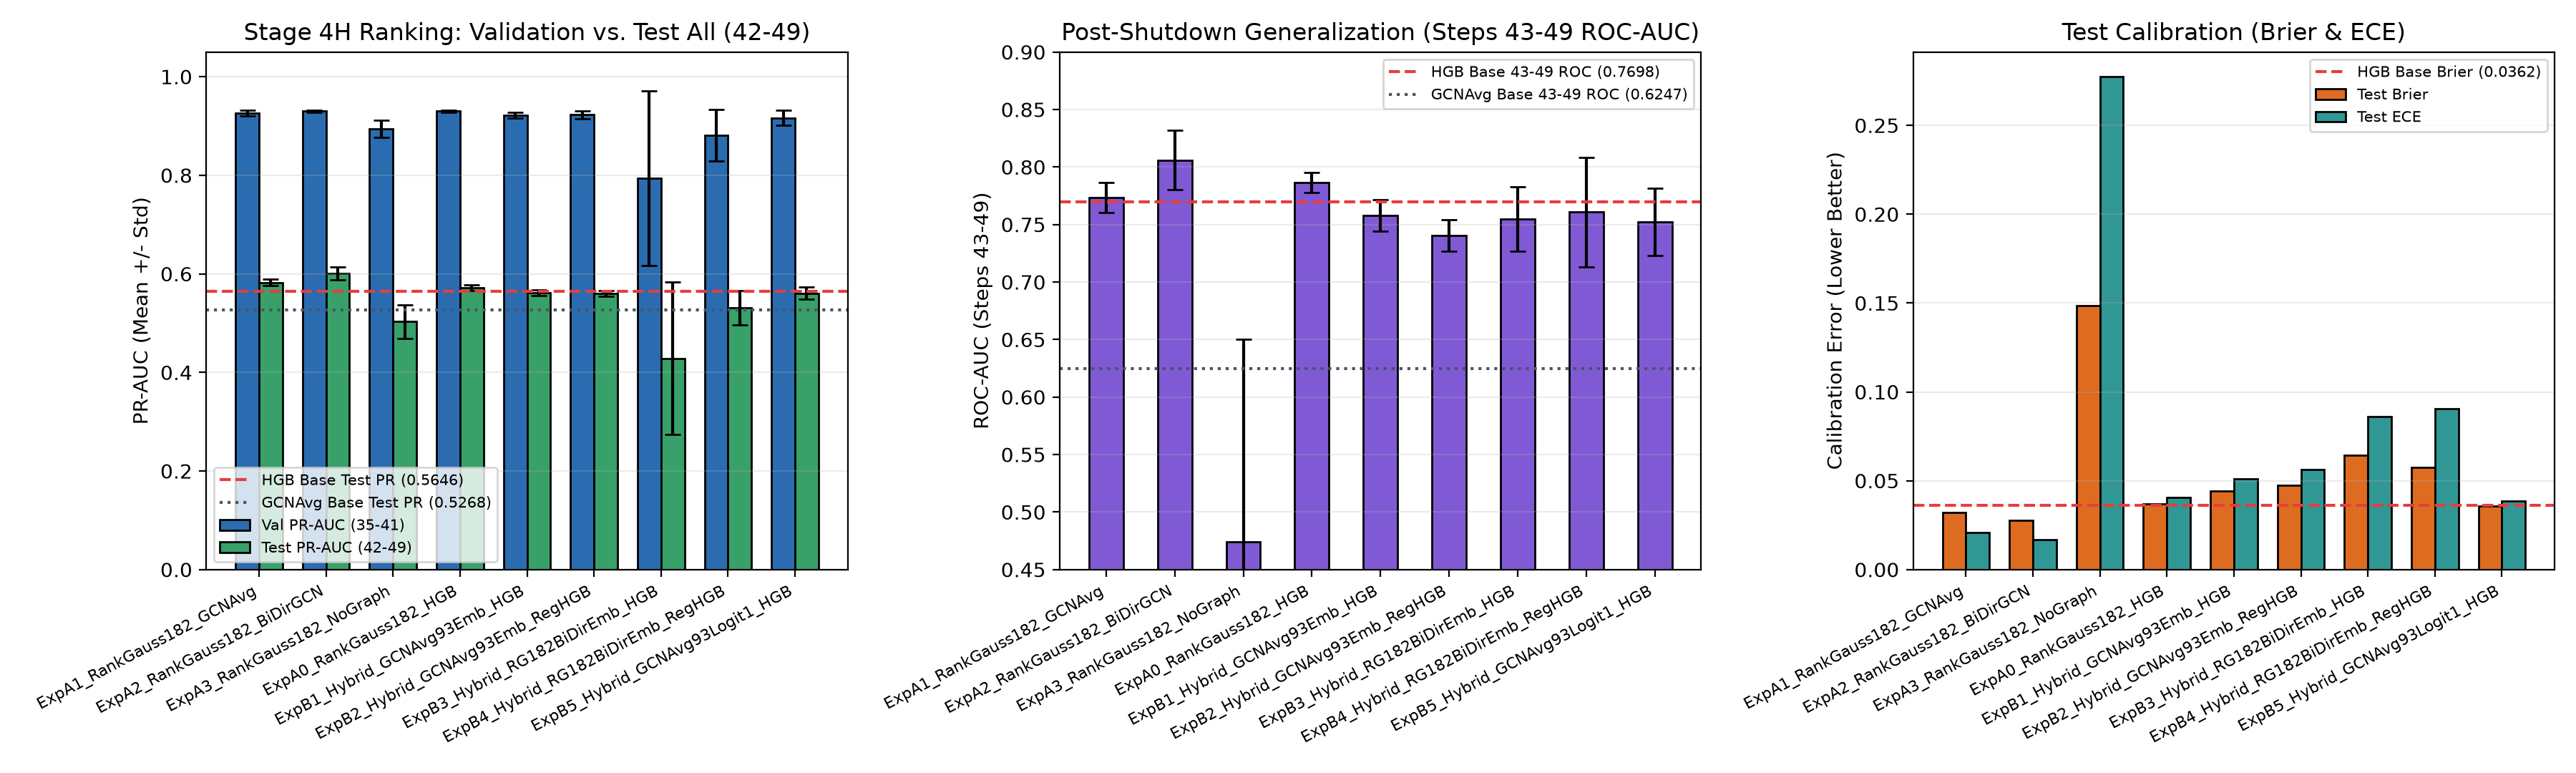 Stage 4H Ranking: Validation vs. Test All (42-49)
PR-AUC (Mean +/- Std)
1.0
0.8
0.6
0.4
0.2
0.0
HGB Base Test PR (0.5646)
GCNAvg Base Test PR (0.5268)
Val PR-AUC (35-41)
Test PR-AUC (42-49)
ExpA1_RankGauss182_GCNAvg
ExpA2_RankGauss182_BiDirGCN
ExpA3_RankGauss182_NoGraph
ExpA0_RankGauss182_HGB
ExpB1_Hybrid_GCNAvg93Emb_HGB
ExpB2_Hybrid_GCNAvg93Emb_RegHGB
ExpB3_Hybrid_RG182BiDirEmb_HGB
ExpB4_Hybrid_RG182BiDirEmb_RegHGB
ExpB5_Hybrid_GCNAvg93Logit1_HGB
Post-Shutdown Generalization (Steps 43-49 ROC-AUC)
ROC-AUC (Steps 43-49)
0.90
0.85
0.80
0.75
0.70
0.65
0.60
0.55
0.50
0.45
HGB Base 43-49 ROC (0.7698)
GCNAvg Base 43-49 ROC (0.6247)
ExpA1_RankGauss182_GCNAvg
ExpA2_RankGauss182_BiDirGCN
ExpA3_RankGauss182_NoGraph
ExpA0_RankGauss182_HGB
ExpB1_Hybrid_GCNAvg93Emb_HGB
ExpB2_Hybrid_GCNAvg93Emb_RegHGB
ExpB3_Hybrid_RG182BiDirEmb_HGB
ExpB4_Hybrid_RG182BiDirEmb_RegHGB
ExpB5_Hybrid_GCNAvg93Logit1_HGB
Test Calibration (Brier & ECE)
Calibration Error (Lower Better)
0.25
0.20
0.15
0.10
0.05
0.00
HGB Base Brier (0.0362)
Test Brier
Test ECE
ExpA1_RankGauss182_GCNAvg
ExpA2_RankGauss182_BiDirGCN
ExpA3_RankGauss182_NoGraph
ExpA0_RankGauss182_HGB
ExpB1_Hybrid_GCNAvg93Emb_HGB
ExpB2_Hybrid_GCNAvg93Emb_RegHGB
ExpB3_Hybrid_RG182BiDirEmb_HGB
ExpB4_Hybrid_RG182BiDirEmb_RegHGB
ExpB5_Hybrid_GCNAvg93Logit1_HGB